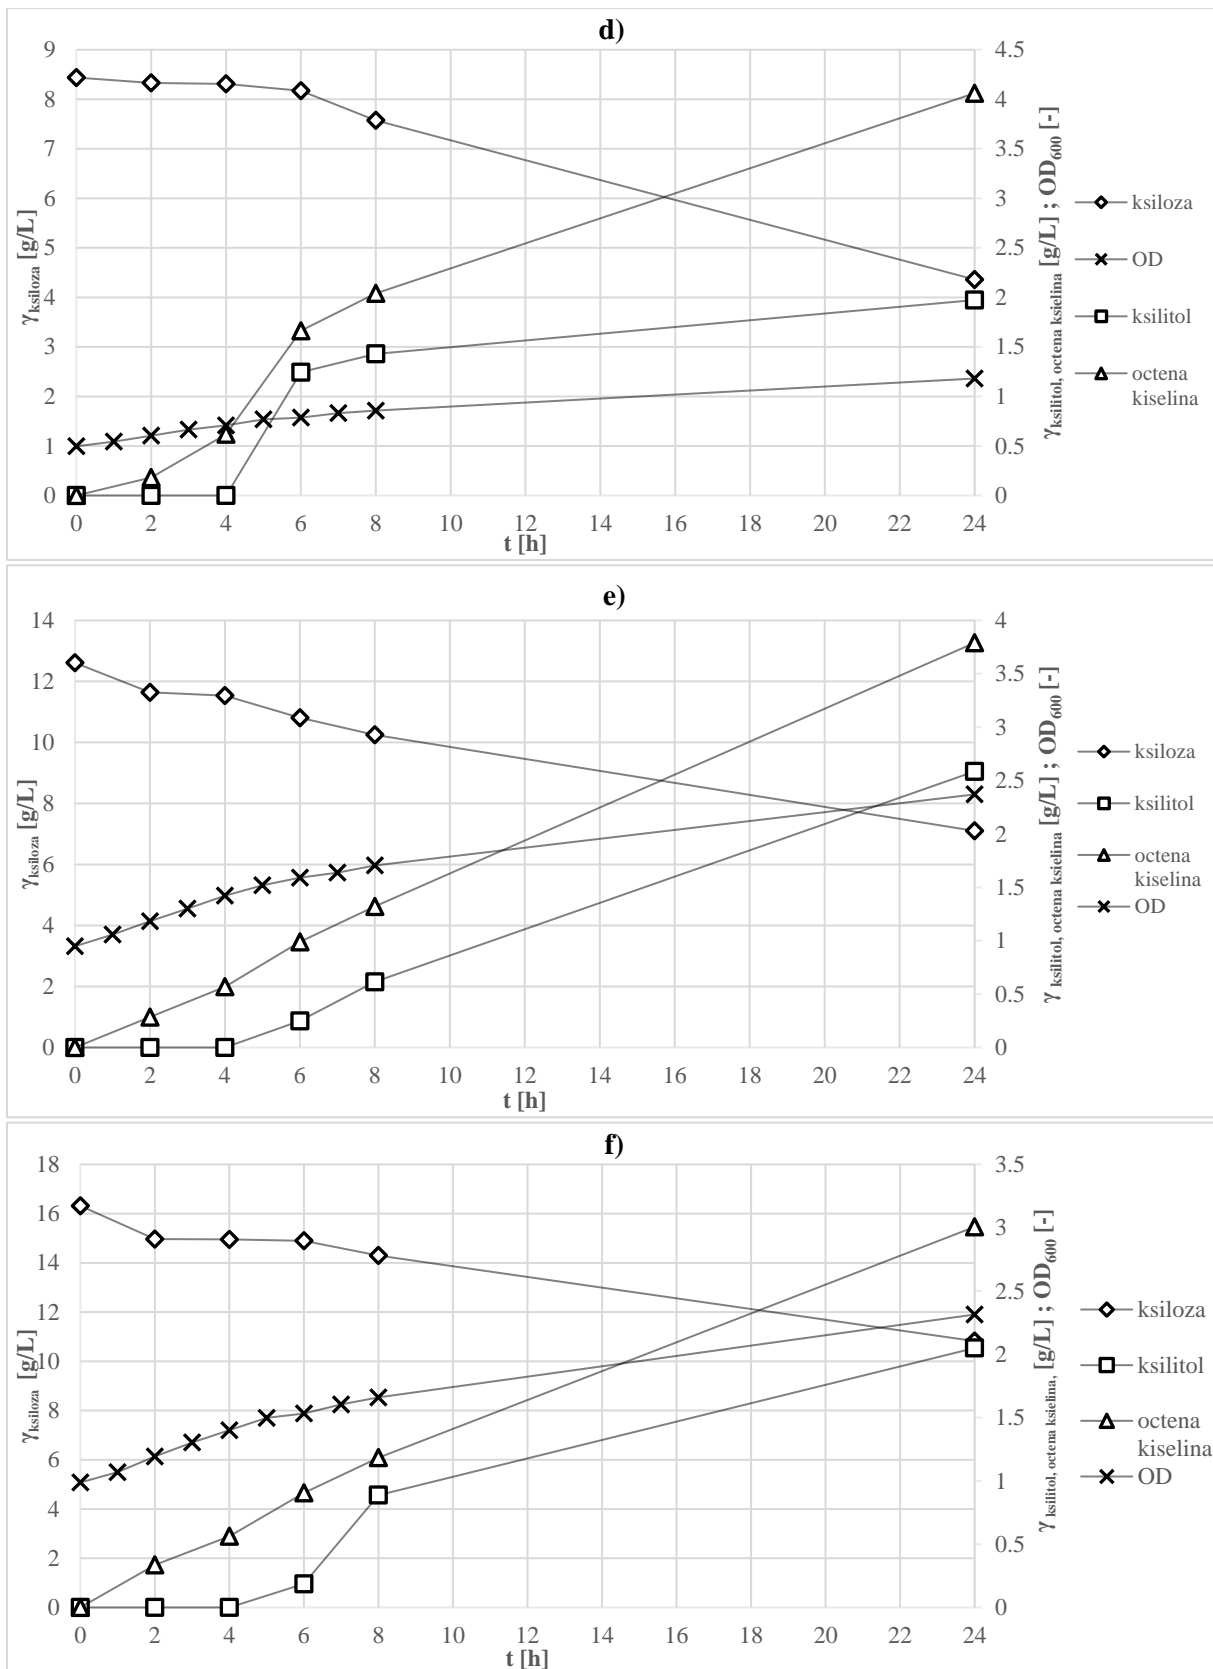 d)
9
8
7
6
5
4
3
2
1
0
γksiloza [g/L]
4.5
4
3.5
3
2.5
2
1.5
1
0.5
0
γksilitol, octena ksielina [g/L] ; OD600 [-]
0 2 4 6 8 10 12 14 16 18 20 22 24
t [h]
ksiloza
OD
ksilitol
octena
kiselina
e)
14
12
10
8
6
4
2
0
γksiloza [g/L]
4
3.5
3
2.5
2
1.5
1
0.5
0
γ ksilitol, octena ksielina [g/L] ; OD600 [-]
0 2 4 6 8 10 12 14 16 18 20 22 24
t [h]
ksiloza
ksilitol
octena
kiselina
OD
f)
18
16
14
12
10
8
6
4
2
0
γksiloza [g/L]
3.5
3
2.5
2
1.5
1
0.5
0
γ ksilitol, octena ksielina, [g/L] ; OD600 [-]
0 2 4 6 8 10 12 14 16 18 20 22 24
t [h]
ksiloza
ksilitol
octena
kiselina
OD